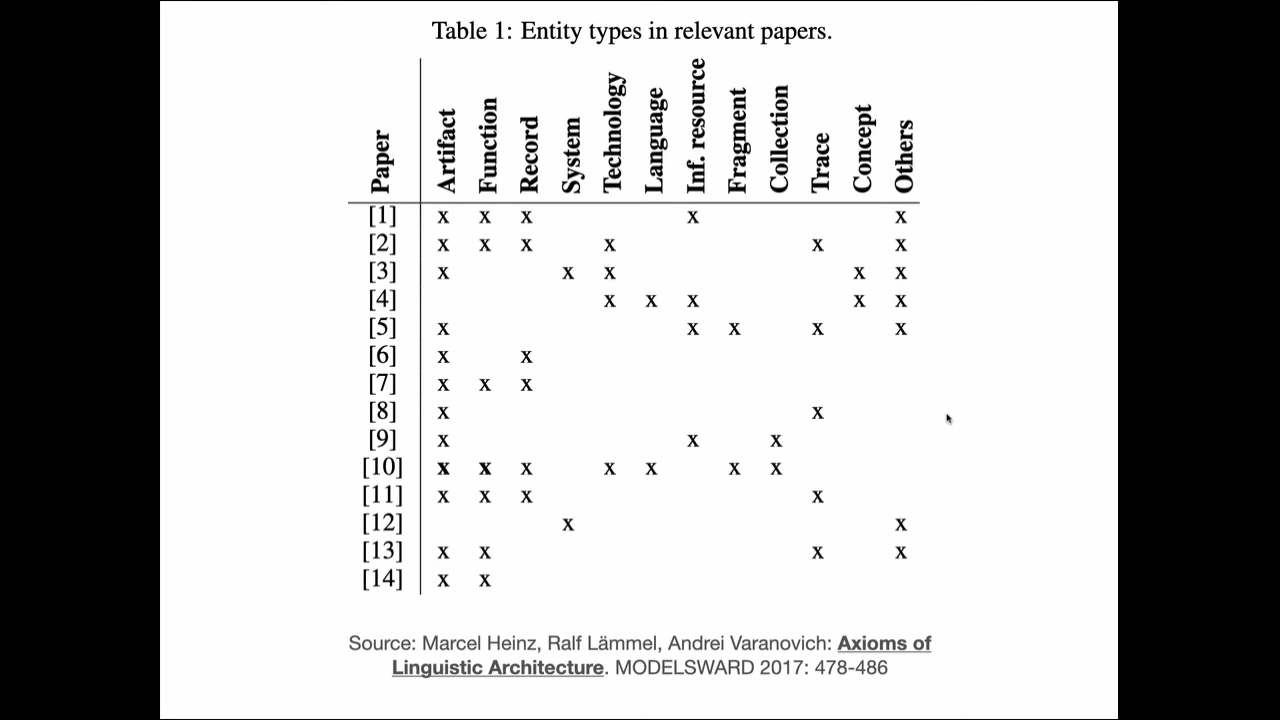 Table 1: Entity types in relevant papers.
Paper Artifact Function Record System Technology Language Inf. resource Fragment Collection Trace Concept Others
[1] x x x x x
[2] x x x x x x
[3] x x x x x
[4] x x x x x
[5] x x x x x
[6] x x
[7] x x x
[8] x x
[9] x x x
[10] x x x x x x x
[11] x x x x
[12] x x
[13] x x x x
[14] x x
Source: Marcel Heinz, Ralf Lämmel, Andrei Varanovich: Axioms of
Linguistic Architecture. MODELSWARD 2017: 478-486